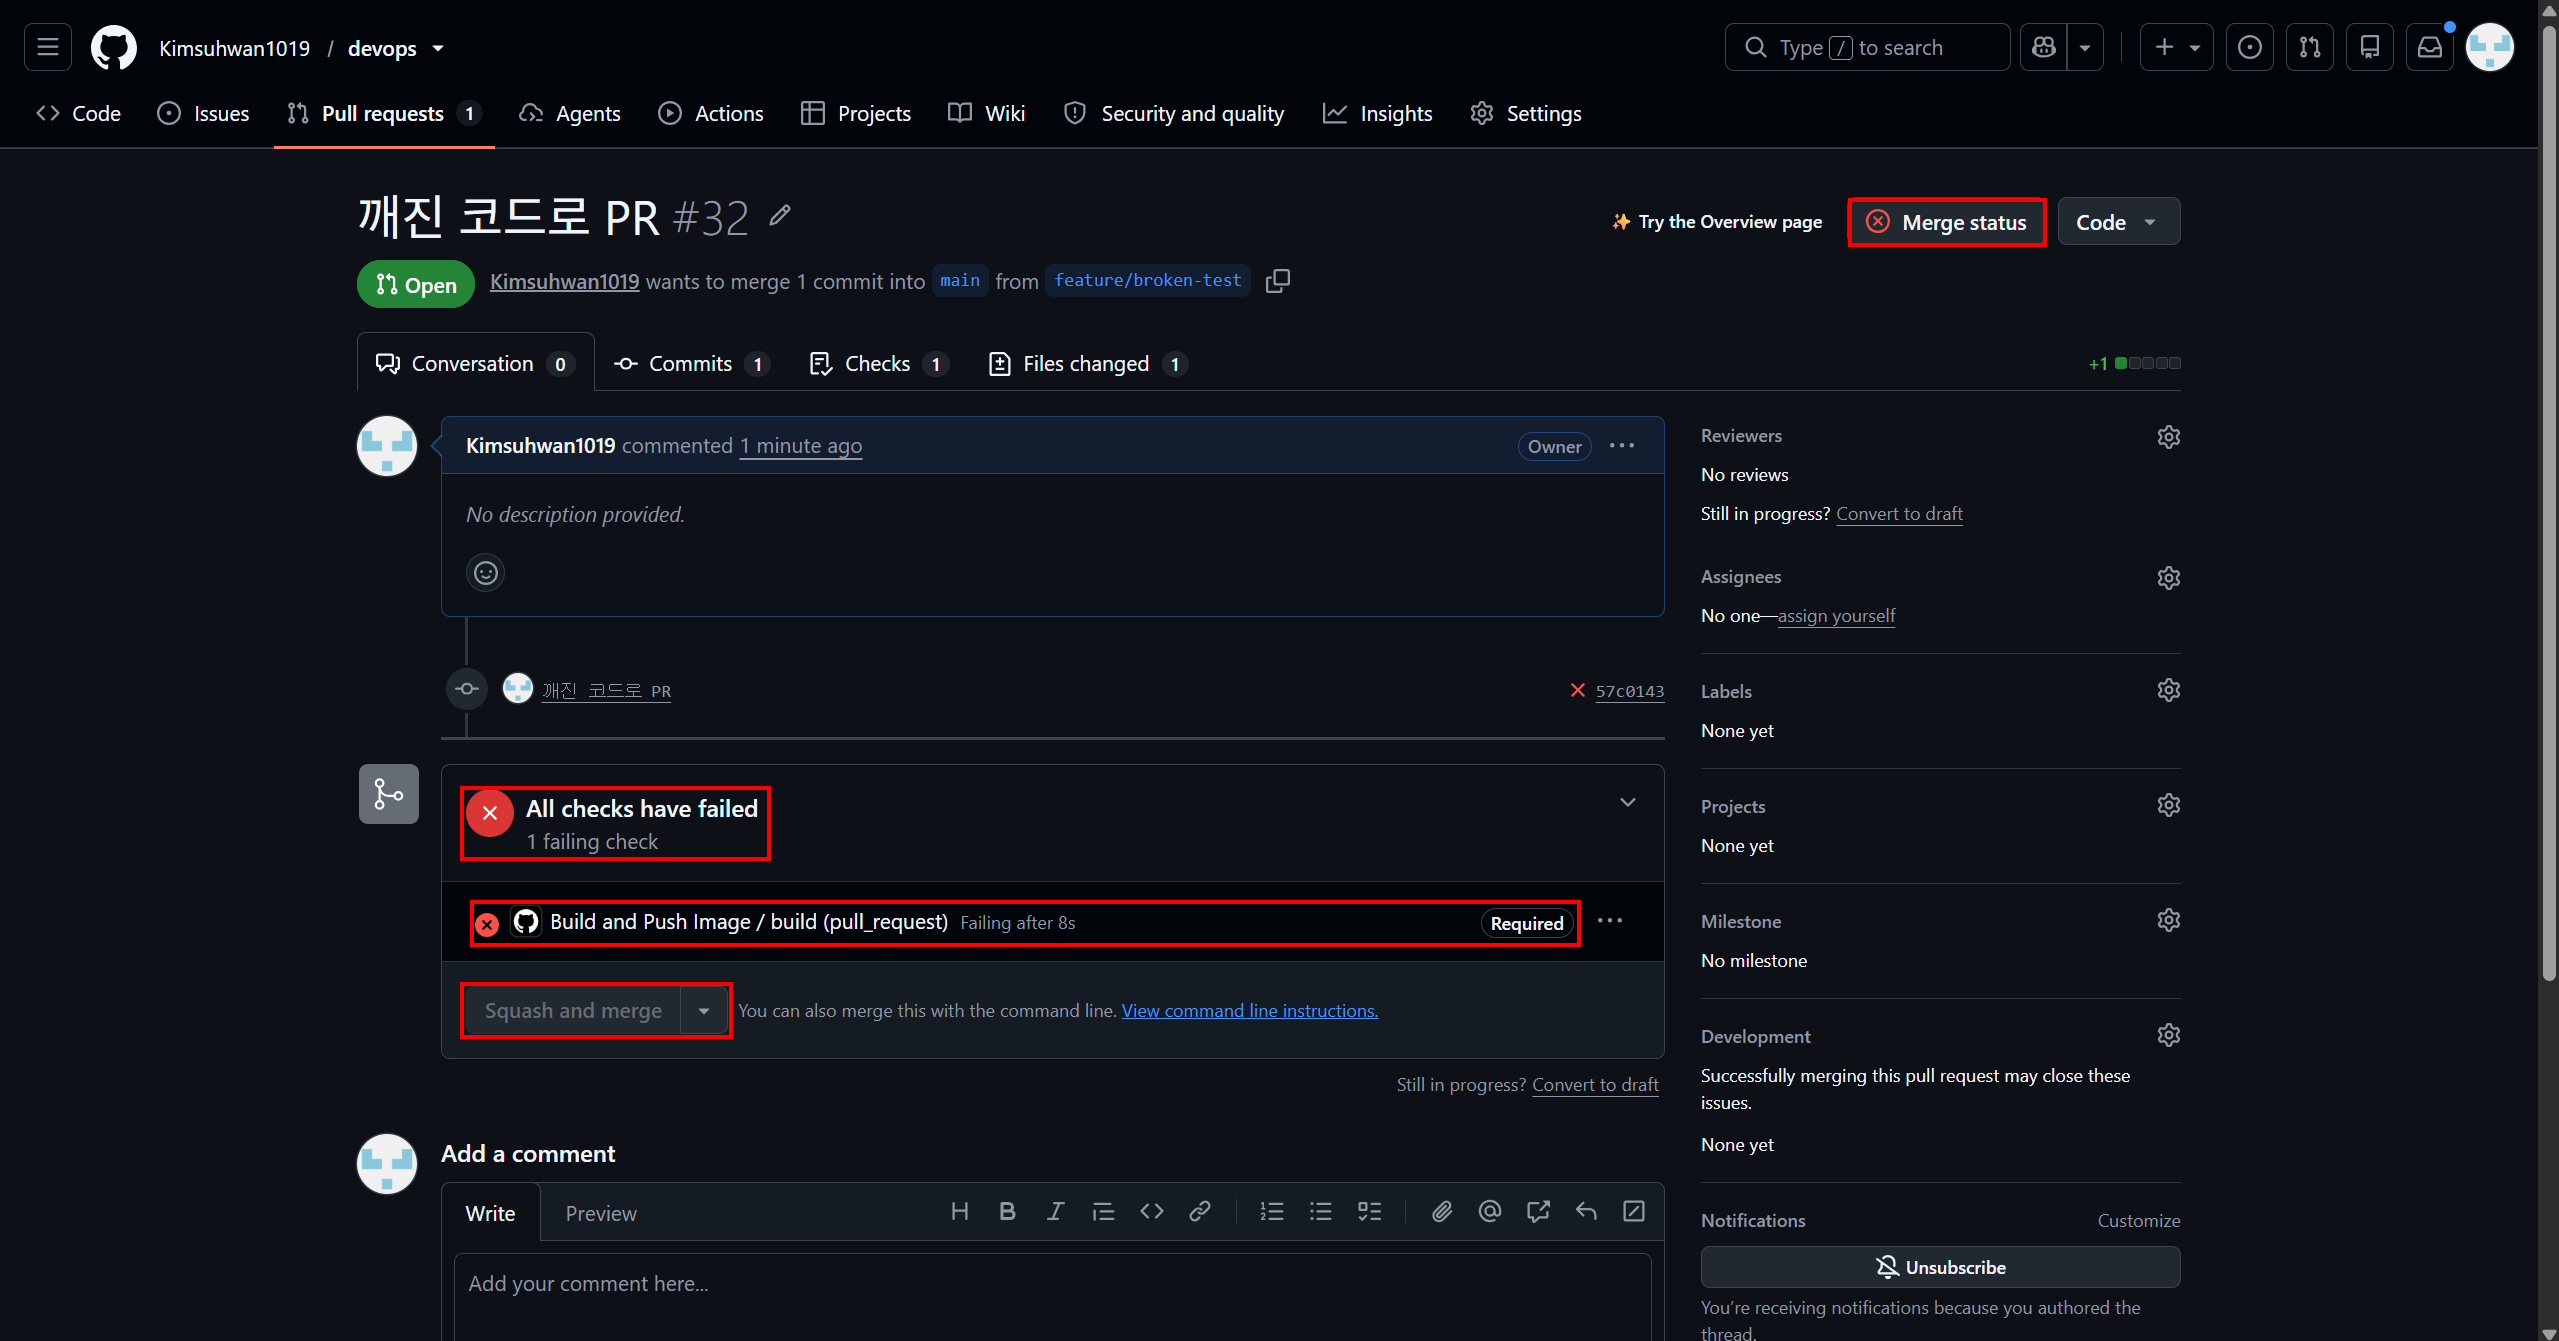 Kimsuhwan1019 / devops
Type / to search
Code
Issues
Pull requests 1
Agents
Actions
Projects
Wiki
Security and quality
Insights
Settings
깨진 코드로 PR #32
Try the Overview page
Merge status
Code
Open
Kimsuhwan1019 wants to merge 1 commit into main from feature/broken-test
Conversation 0
Commits 1
Checks 1
Files changed 1
+1
Kimsuhwan1019 commented 1 minute ago
Owner
No description provided.
깨진 코드로 PR
57c0143
All checks have failed
1 failing check
Build and Push Image / build (pull_request) Failing after 8s
Required
Squash and merge
You can also merge this with the command line. View command line instructions.
Still in progress? Convert to draft
Add a comment
Write
Preview
Add your comment here...
Reviewers
No reviews
Still in progress? Convert to draft
Assignees
No one—assign yourself
Labels
None yet
Projects
None yet
Milestone
No milestone
Development
Successfully merging this pull request may close these
issues.
None yet
Notifications
Customize
Unsubscribe
You're receiving notifications because you authored the
thread.